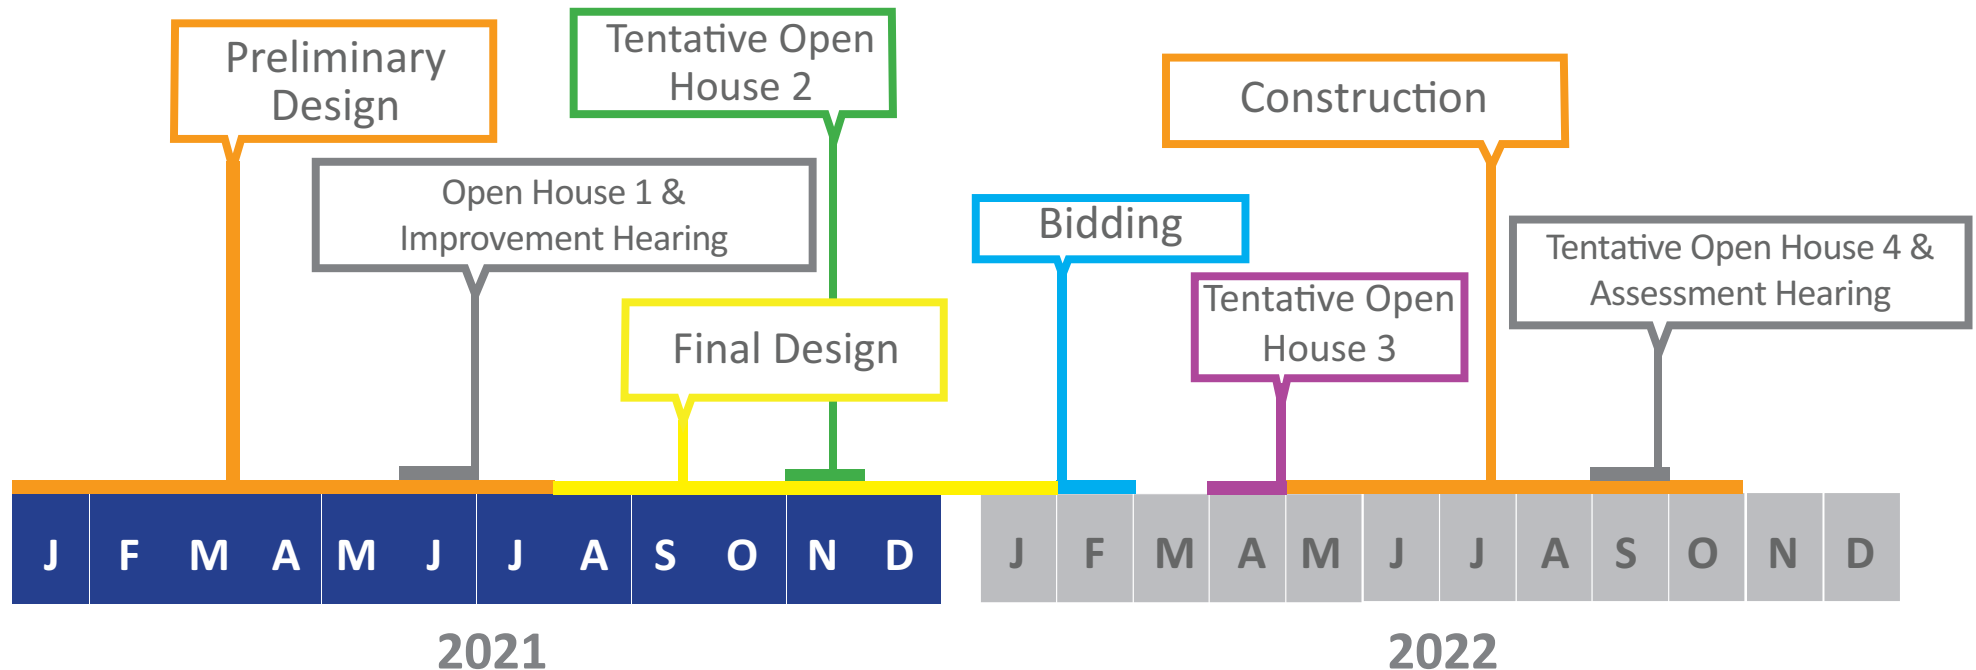 Preliminary
Design
Tentative Open
House 2
Construction
Open House 1 &
Improvement Hearing
Bidding
Tentative Open House 4 &
Assessment Hearing
Tentative Open
House 3
Final Design
J F M A M J J A S O N D
J F M A M J J A S O N D
2021
2022